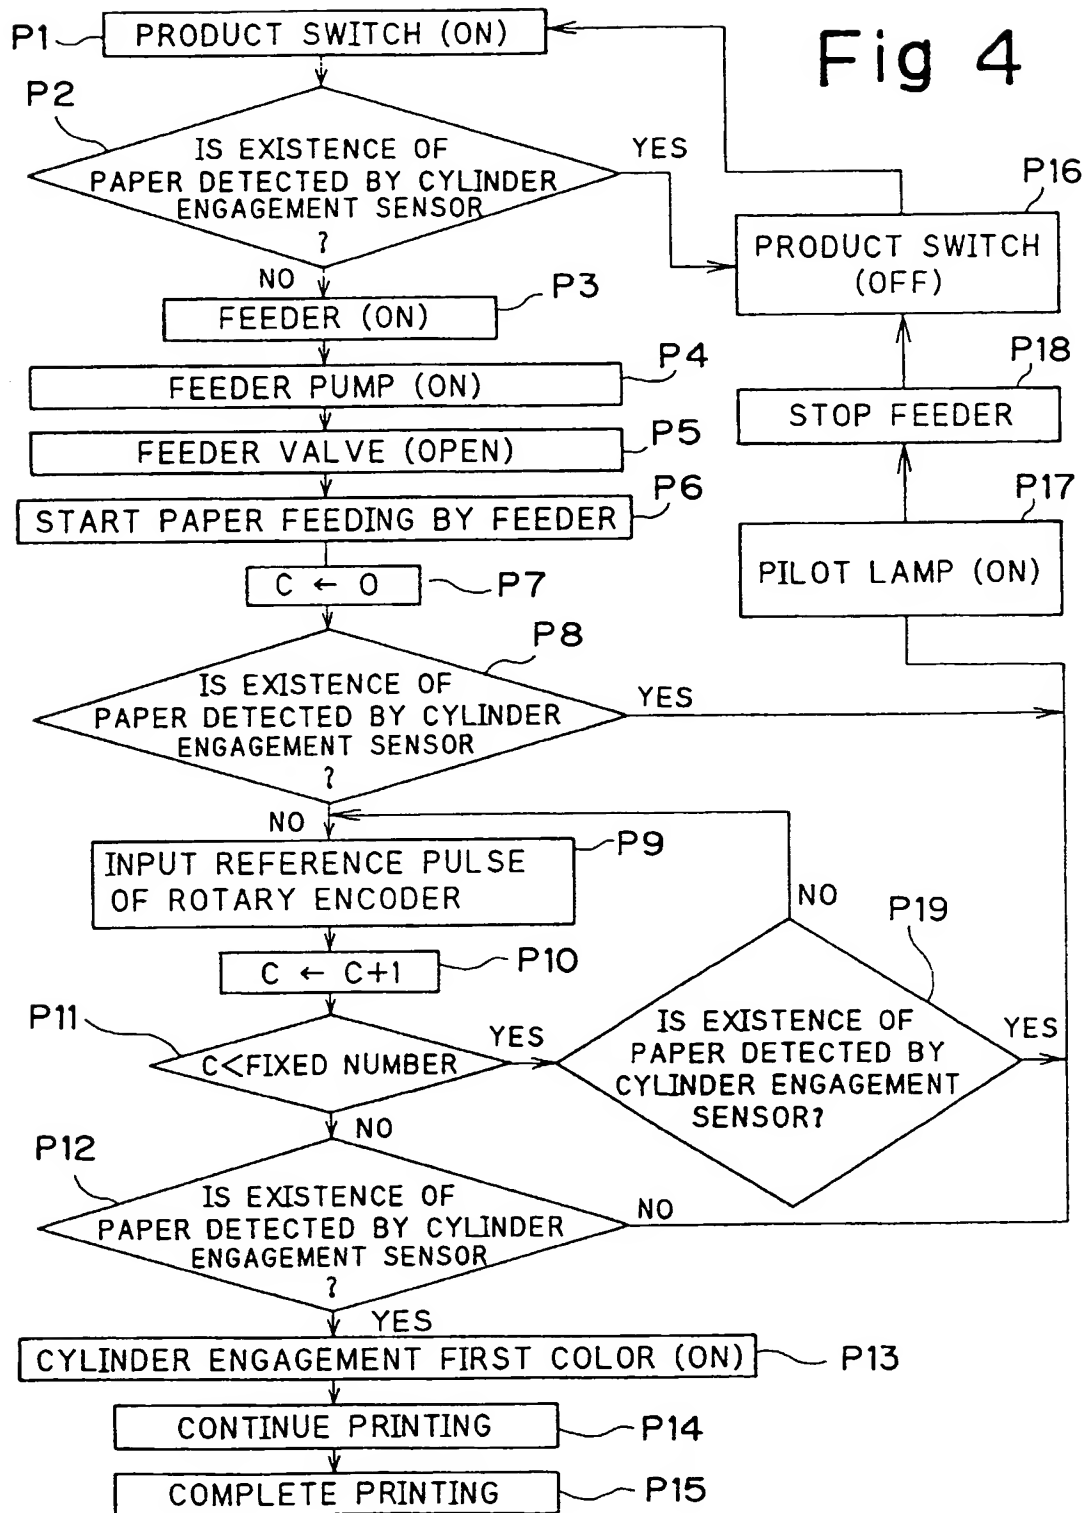 Fig 4
P1
PRODUCT SWITCH (ON)
P2
IS EXISTENCE OF
PAPER DETECTED BY CYLINDER
ENGAGEMENT SENSOR
?
YES
NO
P16
PRODUCT SWITCH
(OFF)
P3
FEEDER (ON)
P4
FEEDER PUMP (ON)
P18
STOP FEEDER
P5
FEEDER VALVE (OPEN)
P6
START PAPER FEEDING BY FEEDER
P17
PILOT LAMP (ON)
P7
C ← 0
P8
IS EXISTENCE OF
PAPER DETECTED BY CYLINDER
ENGAGEMENT SENSOR
?
YES
NO
P9
INPUT REFERENCE PULSE
OF ROTARY ENCODER
P10
C ← C+1
P11
C<FIXED NUMBER
YES
NO
P19
IS EXISTENCE OF
PAPER DETECTED BY
CYLINDER ENGAGEMENT
SENSOR?
NO
YES
P12
IS EXISTENCE OF
PAPER DETECTED BY CYLINDER
ENGAGEMENT SENSOR
?
NO
YES
P13
CYLINDER ENGAGEMENT FIRST COLOR (ON)
P14
CONTINUE PRINTING
P15
COMPLETE PRINTING